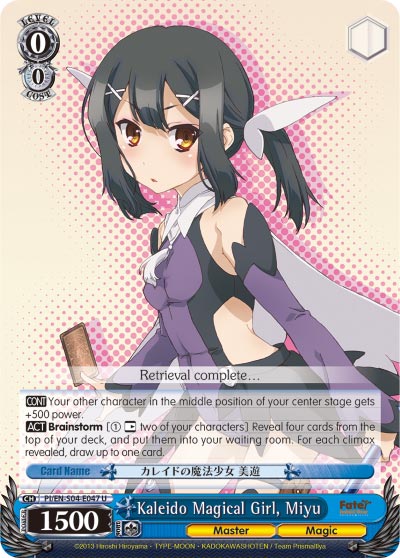 LEVEL
0
0
COST
Retrieval complete...
CONT Your other character in the middle position of your center stage gets
+500 power.
ACT Brainstorm [① two of your characters] Reveal four cards from the
top of your deck, and put them into your waiting room. For each climax
revealed, draw up to one card.
Card Name
カレイドの魔法少女 美遊
CH PI/EN-S04-E047 U
Kaleido Magical Girl, Miyu
1500
Master
Magic
©2013 Hiroshi Hiroyama · TYPE-MOON · KADOKAWASHOTEN / Team Prismaillya